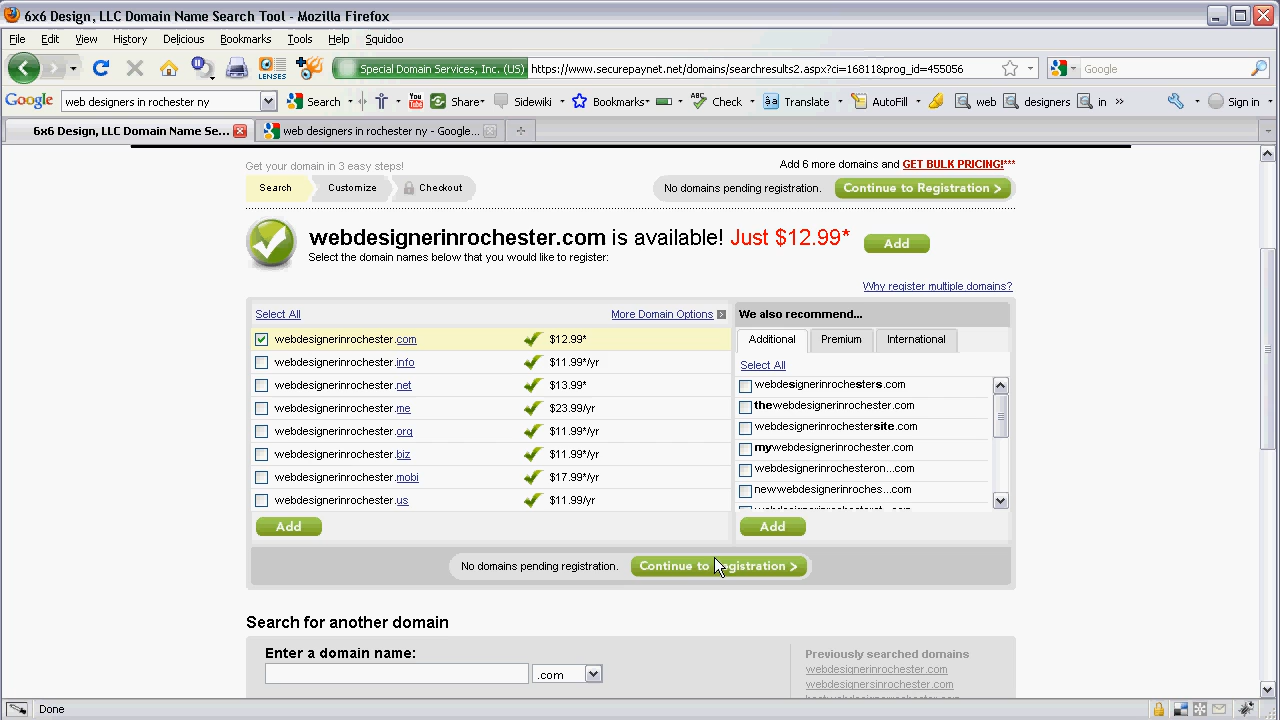 6x6 Design, LLC Domain Name Search Tool - Mozilla Firefox
File Edit View History Delicious Bookmarks Tools Help Squidoo
LENSES Special Domain Services, Inc. (US) https://www.securepaynet.net/domains/searchresults2.aspx?ci=16811&prog_id=455056 Google
Google web designers in rochester ny Search You Tube Share Sidewiki Bookmarks ABC Check Translate AutoFill web designers in » Sign in
6x6 Design, LLC Domain Name Se... web designers in rochester ny - Google...
Get your domain in 3 easy steps! Add 6 more domains and GET BULK PRICING!***
Search Customize Checkout No domains pending registration. Continue to Registration >
webdesignerinrochester.com is available! Just $12.99* Add
Select the domain names below that you would like to register:
Why register multiple domains?
Select All More Domain Options
webdesignerinrochester.com $12.99*
webdesignerinrochester.info $11.99*/yr
webdesignerinrochester.net $13.99*
webdesignerinrochester.me $23.99/yr
webdesignerinrochester.org $11.99*/yr
webdesignerinrochester.biz $11.99*/yr
webdesignerinrochester.mobi $17.99*/yr
webdesignerinrochester.us $11.99/yr
Add
We also recommend...
Additional Premium International
Select All
webdesignerinrochesters.com
thewebdesignerinrochester.com
webdesignerinrochestersite.com
mywebdesignerinrochester.com
webdesignerinrochesteron...com
newwebdesignerinroches...com
Add
No domains pending registration. Continue to Registration >
Search for another domain
Enter a domain name:
.com
Previously searched domains
webdesignerinrochester.com
webdesignersinrochester.com
Done